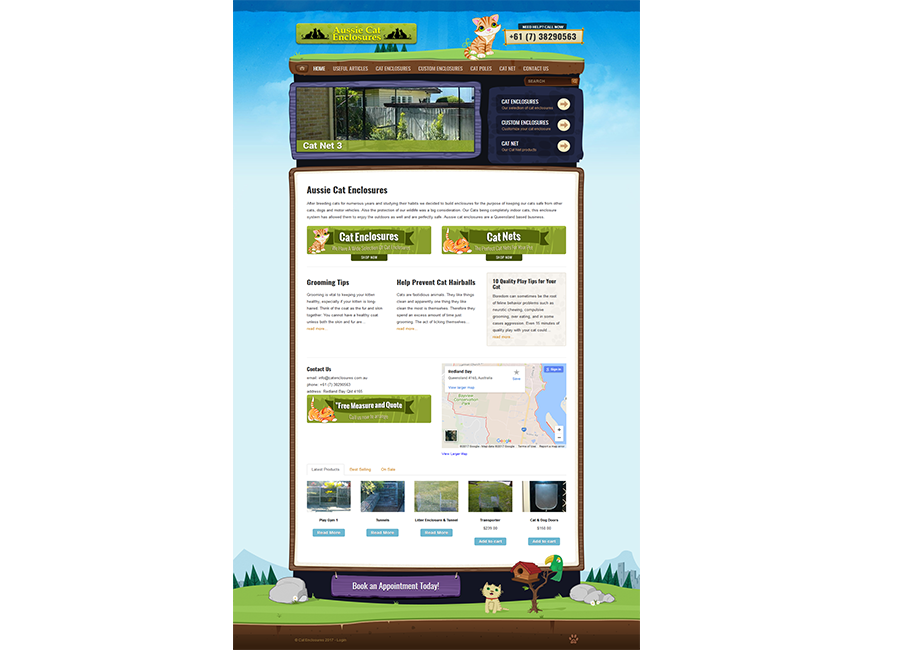 Aussie Cat
Enclosures
NEED HELP? CALL NOW!
+61 (7) 38290563
HOME USEFUL ARTICLES CAT ENCLOSURES CUSTOM ENCLOSURES CAT POLES CAT NET CONTACT US
SEARCH
Cat Net 3
CAT ENCLOSURES
Our selection of cat enclosures
CUSTOM ENCLOSURES
Customise your cat enclosure
CAT NET
Our Cat Net products
Aussie Cat Enclosures
After breeding cats for numerous years and studying their habits we decided to build enclosures for the purpose of keeping our cats safe from other
cats, dogs and motor vehicles. Also the protection of our wildlife was a big consideration. Our Cats being completely indoor cats, this enclosure
system has allowed them to enjoy the outdoors as well and are perfectly safe. Aussie cat enclosures are a Queensland based business.
Cat Enclosures
SHOP NOW
Cat Nets
SHOP NOW
Grooming Tips
Grooming is vital to keeping your kitten
healthy, especially if your kitten is long-
haired. Think of the coat as the fur and skin
together. You cannot have a healthy coat
unless both the skin and fur are ...
read more...
Help Prevent Cat Hairballs
Cats are fastidious animals. They like things
clean and apparently one thing they like
clean the most is themselves. Therefore they
spend an excess amount of time just
grooming. The act of licking themselves ...
read more...
10 Quality Play Tips for Your
Cat
Boredom can sometimes be the root
of feline behavior problems such as
neurotic chewing, compulsive
grooming, over eating, and in some
cases aggression. Even 15 minutes of
quality play with your cat could ...
read more...
Contact Us
email: info@catenclosures.com.au
phone: +61 (7) 38290563
address: Redland Bay, Qld 4165
"Free Measure and Quote
Redland Bay
Queensland 4165, Australia
Save
View larger map
Sign in
Google
View Larger Map
Latest Products Best Selling On Sale
Play Gym 1
Read More
Tunnels
Read More
Litter Enclosure & Tunnel
Read More
Transporter
$239.00
Add to cart
Cat & Dog Doors
$160.00
Add to cart
Book an Appointment Today!
© Cat Enclosures 2017 - Login